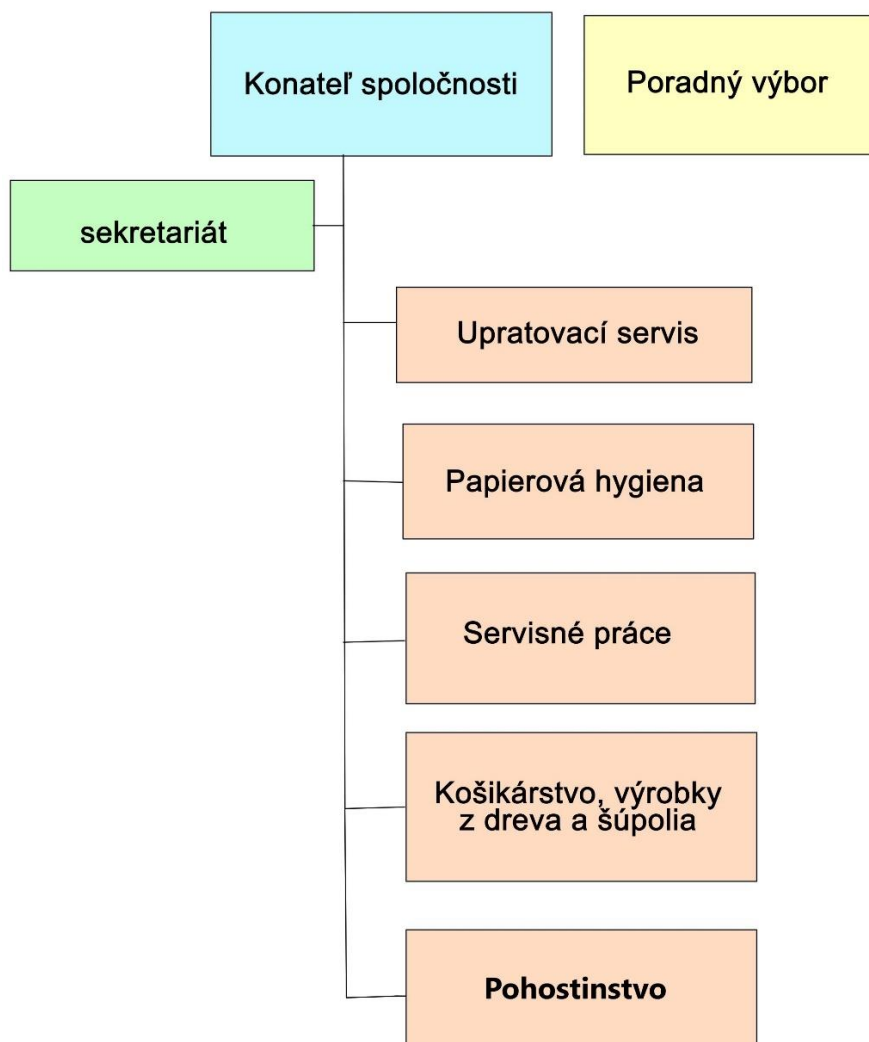 Konateľ spoločnosti
Poradný výbor
sekretariát
Upratovací servis
Papierová hygiena
Servisné práce
Košikárstvo, výrobky
z dreva a šúpolia
Pohostinstvo